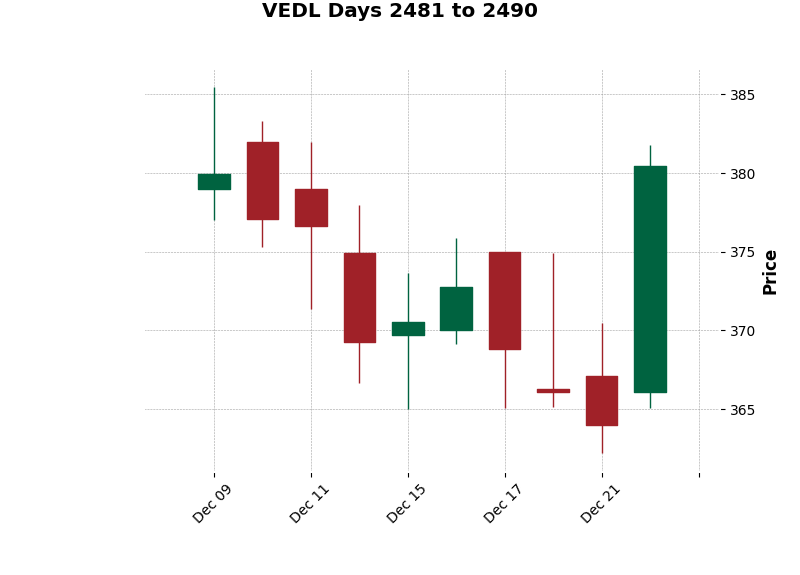 VEDL Days 2481 to 2490
385
380
375
370
365
Price
Dec 09
Dec 11
Dec 15
Dec 17
Dec 21